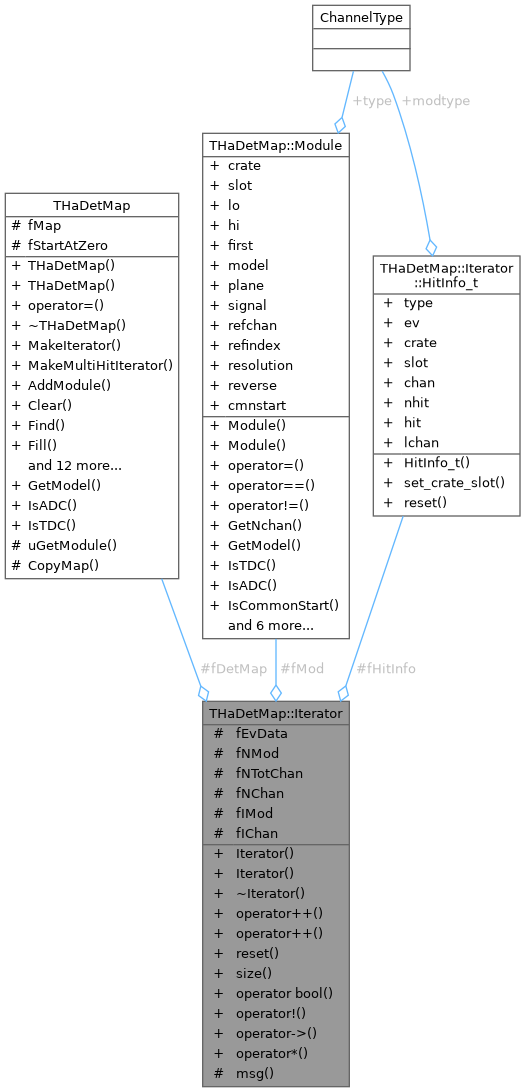 ChannelType
+type
+modtype
THaDetMap::Module
+ crate
+ slot
+ lo
+ hi
+ first
+ model
+ plane
+ signal
+ refchan
+ refindex
+ resolution
+ reverse
+ cmnstart
+ Module()
+ Module()
+ operator=()
+ operator==()
+ operator!=()
+ GetNchan()
+ GetModel()
+ IsTDC()
+ IsADC()
+ IsCommonStart()
and 6 more...
THaDetMap
# fMap
# fStartAtZero
+ THaDetMap()
+ THaDetMap()
+ operator=()
+ ~THaDetMap()
+ MakeIterator()
+ MakeMultiHitIterator()
+ AddModule()
+ Clear()
+ Find()
+ Fill()
and 12 more...
+ GetModel()
+ IsADC()
+ IsTDC()
# uGetModule()
# CopyMap()
THaDetMap::Iterator
::HitInfo_t
+ type
+ ev
+ crate
+ slot
+ chan
+ nhit
+ hit
+ lchan
+ HitInfo_t()
+ set_crate_slot()
+ reset()
#fDetMap
#fMod
#fHitInfo
THaDetMap::Iterator
# fEvData
# fNMod
# fNTotChan
# fNChan
# fIMod
# fIChan
+ Iterator()
+ Iterator()
+ ~Iterator()
+ operator++()
+ operator++()
+ reset()
+ size()
+ operator bool()
+ operator!()
+ operator->()
+ operator*()
# msg()